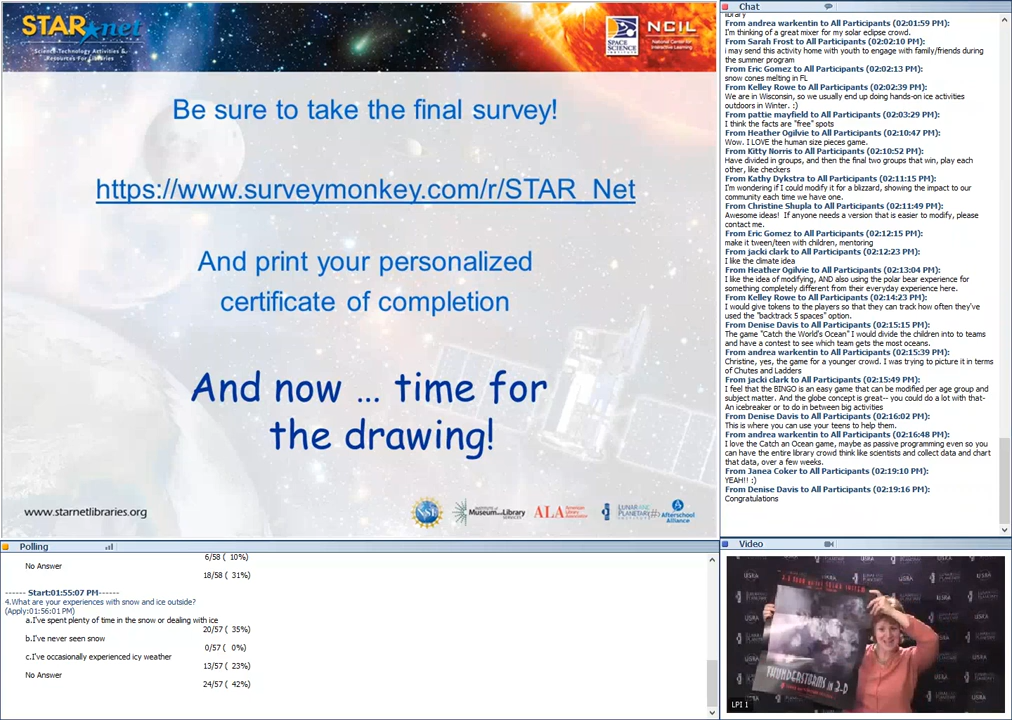 STAR net
Science-Technology Activities &
Resources For Libraries
SPACE
SCIENCE
INSTITUTE
NCIL
National Center for
Interactive Learning
Be sure to take the final survey!
https://www.surveymonkey.com/r/STAR_Net
And print your personalized
certificate of completion
And now … time for
the drawing!
www.starnetlibraries.org
INSTITUTE of
Museum and Library
SERVICES
ALA American
Library
Association
LUNAR AND
PLANETARY
INSTITUTE
Afterschool
Alliance
Chat
library
From andrea warkentin to All Participants (02:01:59 PM):
I'm thinking of a great mixer for my solar eclipse crowd.
From Sarah Frost to All Participants (02:02:10 PM):
i may send this activity home with youth to engage with family/friends during
the summer program
From Eric Gomez to All Participants (02:02:13 PM):
snow cones melting in FL
From Kelley Rowe to All Participants (02:02:39 PM):
We are in Wisconsin, so we usually end up doing hands-on ice activities
outdoors in Winter. :)
From pattie mayfield to All Participants (02:03:29 PM):
I think the facts are "free" spots
From Heather Ogilvie to All Participants (02:10:47 PM):
Wow. I LOVE the human size pieces game.
From Kitty Norris to All Participants (02:10:52 PM):
Have divided in groups, and then the final two groups that win, play each
other, like checkers
From Kathy Dykstra to All Participants (02:11:15 PM):
I'm wondering if I could modify it for a blizzard, showing the impact to our
community each time we have one.
From Christine Shupla to All Participants (02:11:49 PM):
Awesome ideas! If anyone needs a version that is easier to modify, please
contact me.
From Eric Gomez to All Participants (02:12:15 PM):
make it tween/teen with children, mentoring
From jacki clark to All Participants (02:12:23 PM):
I like the climate idea
From Heather Ogilvie to All Participants (02:13:04 PM):
I like the idea of modifying, AND also using the polar bear experience for
something completely different from their everyday experience here.
From Kelley Rowe to All Participants (02:14:23 PM):
I would give tokens to the players so that they can track how often they've
used the "backtrack 5 spaces" option.
From Denise Davis to All Participants (02:15:15 PM):
The game "Catch the World's Ocean" I would divide the children into to teams
and have a contest to see which team gets the most oceans.
From andrea warkentin to All Participants (02:15:39 PM):
Christine, yes, the game for a younger crowd. I was trying to picture it in terms
of Chutes and Ladders
From jacki clark to All Participants (02:15:49 PM):
I feel that the BINGO is an easy game that can be modified per age group and
subject matter. And the globe concept is great-- you could do a lot with that-
An icebreaker or to do in between big activities
From Denise Davis to All Participants (02:16:02 PM):
This is where you can use your teens to help them.
From andrea warkentin to All Participants (02:16:48 PM):
I love the Catch an Ocean game, maybe as passive programming even so you
can have the entire library crowd think like scientists and collect data and chart
that data, over a few weeks.
From Janea Coker to All Participants (02:19:10 PM):
YEAH!! :)
From Denise Davis to All Participants (02:19:16 PM):
Congratulations
Polling
6/58 ( 10%)
No Answer
18/58 ( 31%)
------ Start:01:55:07 PM------
4.What are your experiences with snow and ice outside?
(Apply:01:56:01 PM)
a.I've spent plenty of time in the snow or dealing with ice
20/57 ( 35%)
b.I've never seen snow
0/57 ( 0%)
c.I've occasionally experienced icy weather
13/57 ( 23%)
No Answer
24/57 ( 42%)
Video
USRA
THUNDERSTORMS in 3-D
LPI 1